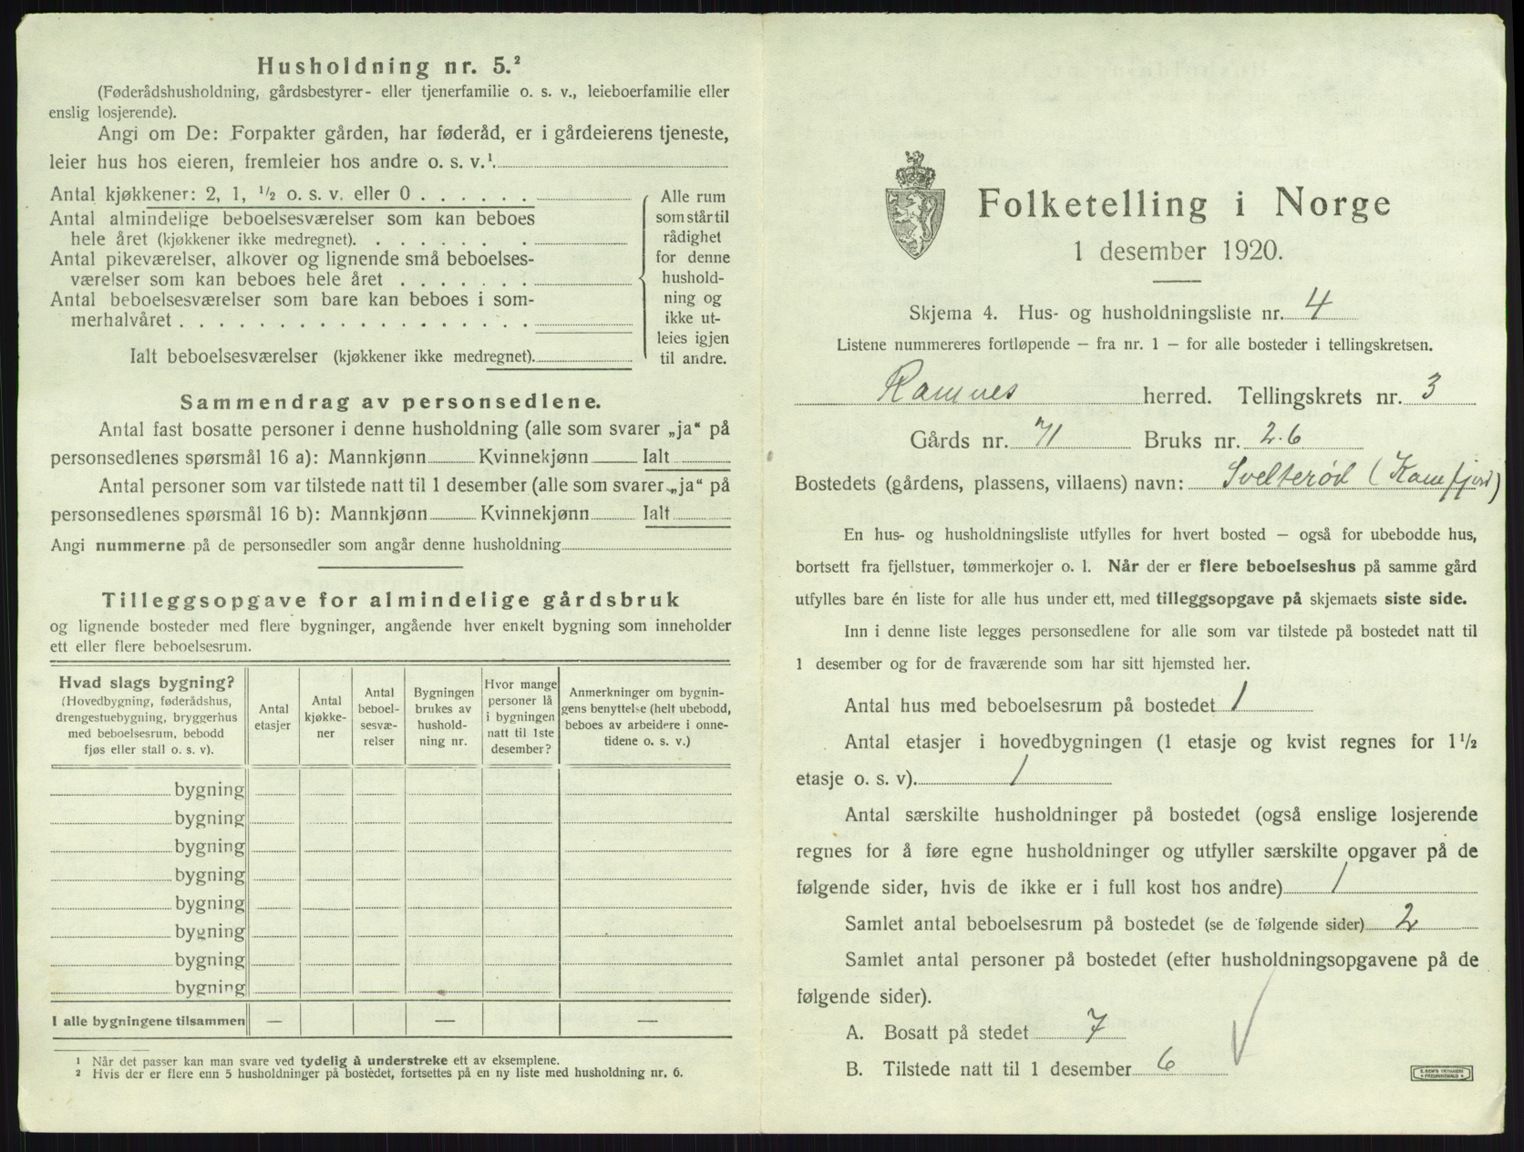 Husholdning nr. 5.²
(Føderådshusholdning, gårdsbestyrer- eller tjenerfamilie o. s. v., leieboerfamilie eller
enslig losjerende).
Angi om De: Forpakter gården, har føderåd, er i gårdeierens tjeneste,
leier hus hos eieren, fremleier hos andre o. s. v.¹.
Antal kjøkkener: 2, 1, ½ o. s. v. eller 0 . . . . . .
Antal almindelige beboelsesværelser som kan beboes
hele året (kjøkkener ikke medregnet). . . . . . . .
Antal pikeværelser, alkover og lignende små beboelses-
værelser som kan beboes hele året . . . . . . .
Antal beboelsesværelser som bare kan beboes i som-
merhalvåret . . . . . . . . . . . . . . . . . .
Ialt beboelsesværelser (kjøkkener ikke medregnet).
Alle rum
som står til
rådighet
for denne
hushold-
ning og
ikke ut-
leies igjen
til andre.
Sammendrag av personsedlene.
Antal fast bosatte personer i denne husholdning (alle som svarer „ja“ på
personsedlenes spørsmål 16 a): Mannkjønn Kvinnekjønn Ialt
Antal personer som var tilstede natt til 1 desember (alle som svarer „ja“ på
personsedlenes spørsmål 16 b): Mannkjønn Kvinnekjønn Ialt
Angi nummerne på de personsedler som angår denne husholdning
Tilleggsopgave for almindelige gårdsbruk
og lignende bosteder med flere bygninger, angående hver enkelt bygning som inneholder
ett eller flere beboelsesrum.
Hvad slags bygning?
(Hovedbygning, føderådshus,
drengestuebygning, bryggerhus
med beboelsesrum, bebodd
fjøs eller stall o. s. v).
Antal
etasjer
Antal
kjøkke-
ner
Antal
beboel-
sesvæ-
relser
Bygningen
brukes av
hushold-
ning nr.
Hvor mange
personer lå
i bygningen
natt til 1ste
desember?
Anmerkninger om bygnin-
gens benyttelse (helt ubebodd,
beboes av arbeidere i onne-
tidene o. s. v.)
bygning
bygning
bygning
bygning
bygning
bygning
bygning
bygning
I alle bygningene tilsammen — — —
¹ Når det passer kan man svare ved tydelig å understreke ett av eksemplene.
² Hvis der er flere enn 5 husholdninger på bostedet, fortsettes på en ny liste med husholdning nr. 6.
Folketelling i Norge
1 desember 1920.
Skjema 4. Hus- og husholdningsliste nr. 4
Listene nummereres fortløpende — fra nr. 1 — for alle bosteder i tellingskretsen.
Ramnes herred. Tellingskrets nr. 3
Gårds nr. 71 Bruks nr. 2.6
Bostedets (gårdens, plassens, villaens) navn: Svelterød (Kamfjord)
En hus- og husholdningsliste utfylles for hvert bosted — også for ubebodde hus,
bortsett fra fjellstuer, tømmerkojer o. l. Når der er flere beboelseshus på samme gård
utfylles bare én liste for alle hus under ett, med tilleggsopgave på skjemaets siste side.
Inn i denne liste legges personsedlene for alle som var tilstede på bostedet natt til
1 desember og for de fraværende som har sitt hjemsted her.
Antal hus med beboelsesrum på bostedet 1
Antal etasjer i hovedbygningen (1 etasje og kvist regnes for 1½
etasje o. s. v). 1
Antal særskilte husholdninger på bostedet (også enslige losjerende
regnes for å føre egne husholdninger og utfyller særskilte opgaver på de
følgende sider, hvis de ikke er i full kost hos andre) 1
Samlet antal beboelsesrum på bostedet (se de følgende sider) 2
Samlet antal personer på bostedet (efter husholdningsopgavene på de
følgende sider).
A. Bosatt på stedet 7
B. Tilstede natt til 1 desember 6